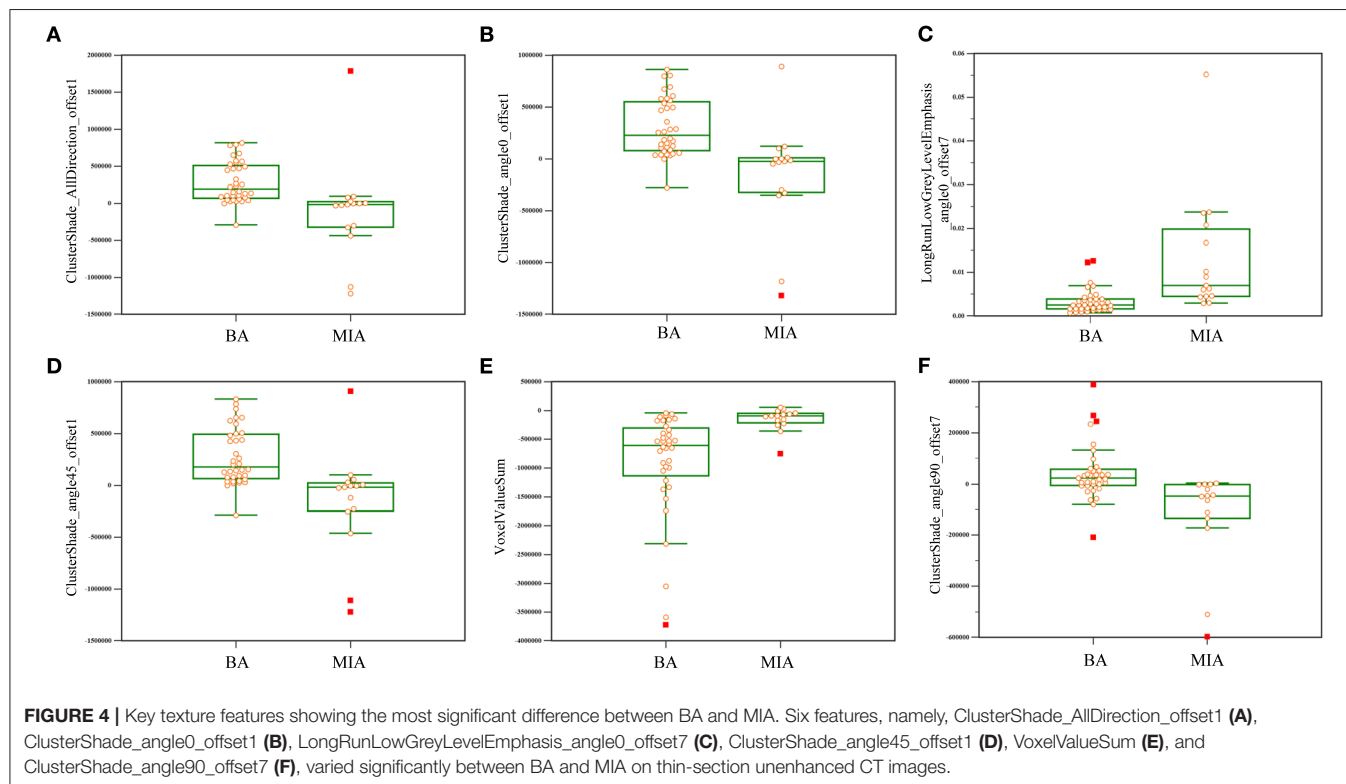 A
2000000
1500000
1000000
500000
0
-500000
-1000000
-1500000
ClusterShade_AllDirection_offset1
BA MIA
B
1000000
500000
0
-500000
-1000000
-1500000
ClusterShade_angle0_offset1
BA MIA
C
0.06
0.05
0.04
0.03
0.02
0.01
0.00
LongRunLowGreyLevelEmphasis
angle0_offset7
BA MIA
D
1000000
500000
0
-500000
-1000000
-1500000
ClusterShade_angle45_offset1
BA MIA
E
500000
0
-500000
-1000000
-1500000
-2000000
-2500000
-3000000
-3500000
-4000000
VoxelValueSum
BA MIA
F
400000
200000
0
-200000
-400000
-600000
ClusterShade_angle90_offset7
BA MIA
FIGURE 4 | Key texture features showing the most significant difference between BA and MIA. Six features, namely, ClusterShade_AllDirection_offset1 (A),
ClusterShade_angle0_offset1 (B), LongRunLowGreyLevelEmphasis_angle0_offset7 (C), ClusterShade_angle45_offset1 (D), VoxelValueSum (E), and
ClusterShade_angle90_offset7 (F), varied significantly between BA and MIA on thin-section unenhanced CT images.